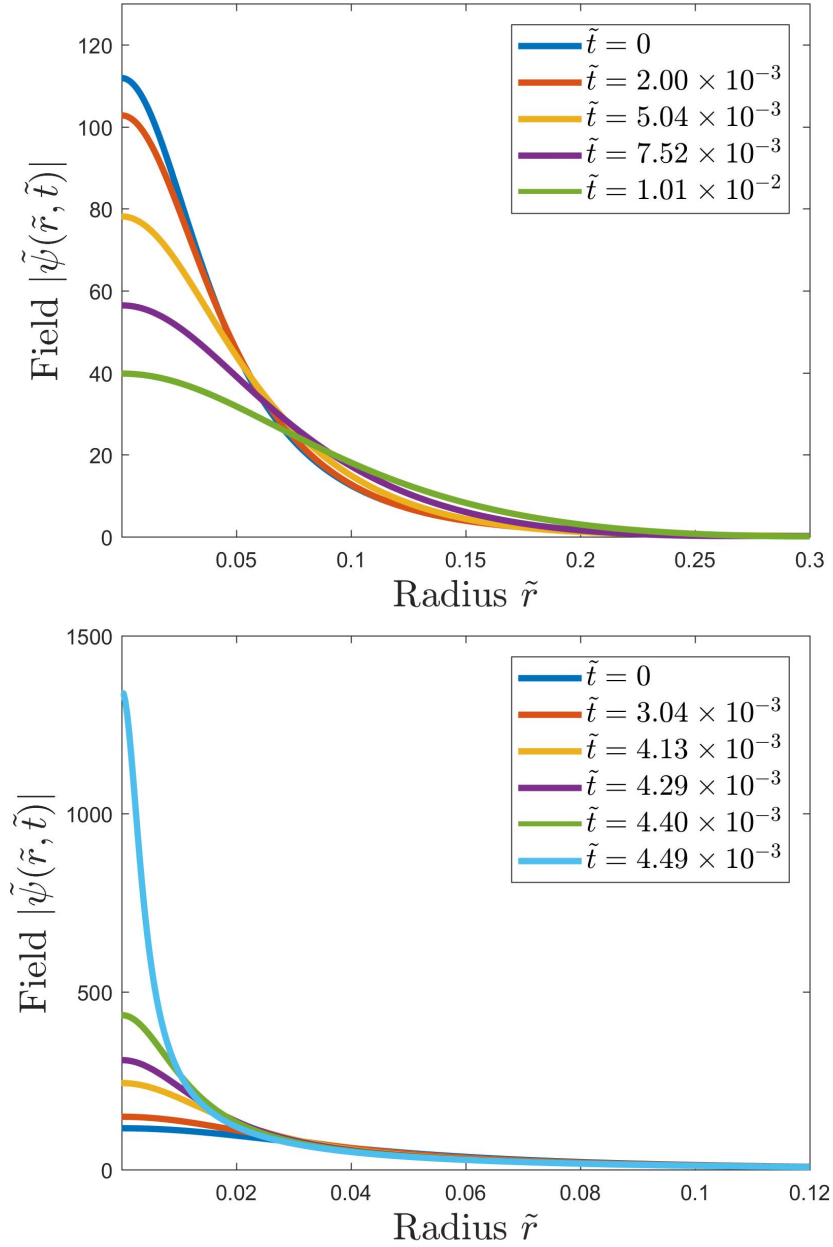 120
100
80
60
40
20
0
Field |ψ̃(r̃, t̃)|
0.05 0.1 0.15 0.2 0.25 0.3
Radius r̃
t̃ = 0
t̃ = 2.00 × 10⁻³
t̃ = 5.04 × 10⁻³
t̃ = 7.52 × 10⁻³
t̃ = 1.01 × 10⁻²
1500
1000
500
0
Field |ψ̃(r̃, t̃)|
0.02 0.04 0.06 0.08 0.1 0.12
Radius r̃
t̃ = 0
t̃ = 3.04 × 10⁻³
t̃ = 4.13 × 10⁻³
t̃ = 4.29 × 10⁻³
t̃ = 4.40 × 10⁻³
t̃ = 4.49 × 10⁻³